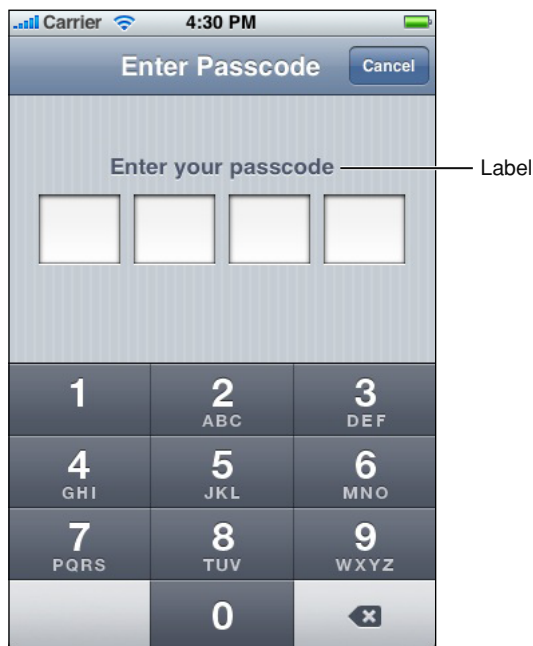 Carrier 4:30 PM
Enter Passcode Cancel
Enter your passcode Label
1 2 3
ABC DEF
4 5 6
GHI JKL MNO
7 8 9
PQRS TUV WXYZ
0